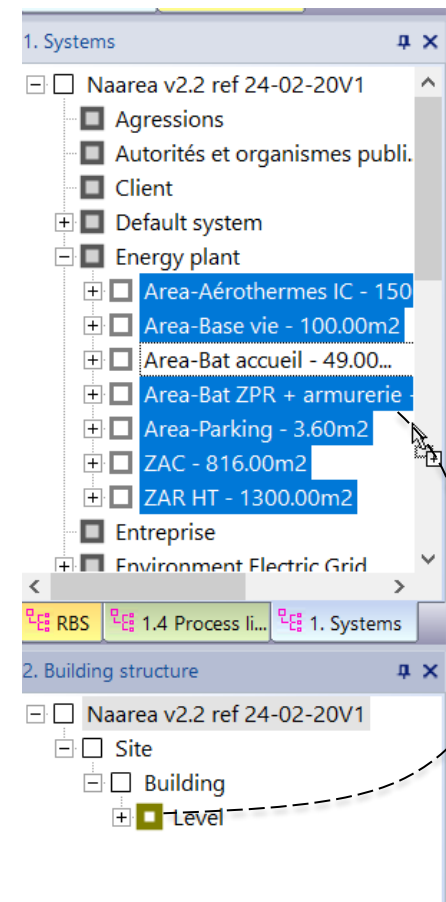 1. Systems
Naarea v2.2 ref 24-02-20V1
Agressions
Autorités et organismes publi..
Client
Default system
Energy plant
Area-Aérothermes IC - 150
Area-Base vie - 100.00m2
Area-Bat accueil - 49.00...
Area-Bat ZPR + armurerie -
Area-Parking - 3.60m2
ZAC - 816.00m2
ZAR HT - 1300.00m2
Entreprise
Environment Electric Grid
RBS 1.4 Process li... 1. Systems
2. Building structure
Naarea v2.2 ref 24-02-20V1
Site
Building
Level